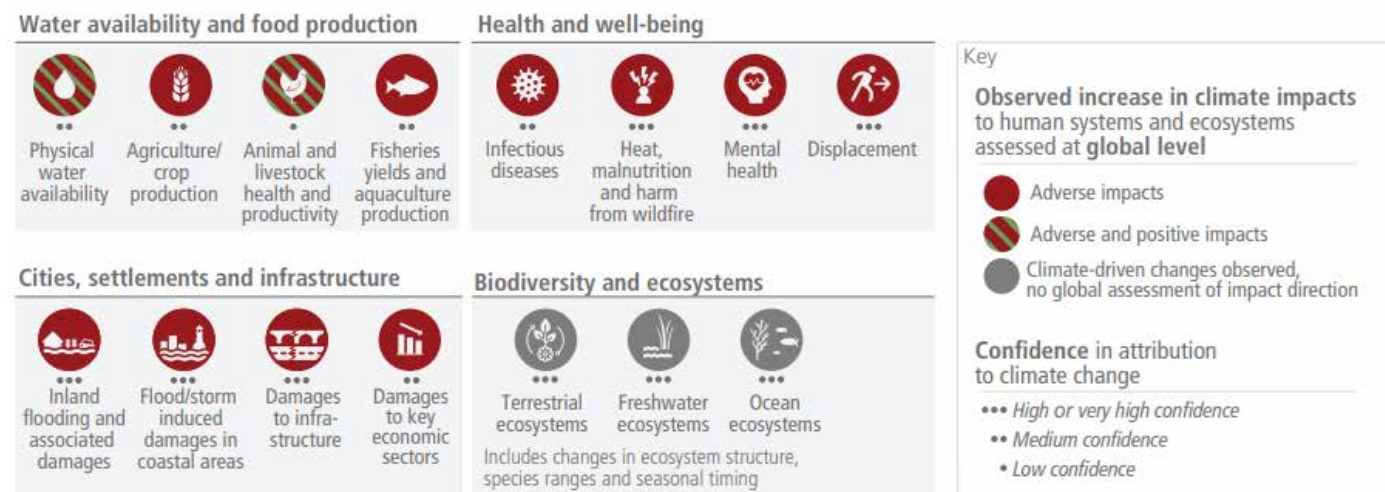 Water availability and food production
Physical
water
availability
Agriculture/
crop
production
Animal and
livestock
health and
productivity
Fisheries
yields and
aquaculture
production
Health and well-being
Infectious
diseases
Heat,
malnutrition
and harm
from wildfire
Mental
health
Displacement
Cities, settlements and infrastructure
Inland
flooding and
associated
damages
Flood/storm
induced
damages in
coastal areas
Damages
to infra-
structure
Damages
to key
economic
sectors
Biodiversity and ecosystems
Terrestrial
ecosystems
Freshwater
ecosystems
Ocean
ecosystems
Includes changes in ecosystem structure,
species ranges and seasonal timing
Key
Observed increase in climate impacts
to human systems and ecosystems
assessed at global level
Adverse impacts
Adverse and positive impacts
Climate-driven changes observed,
no global assessment of impact direction
Confidence in attribution
to climate change
••• High or very high confidence
•• Medium confidence
• Low confidence